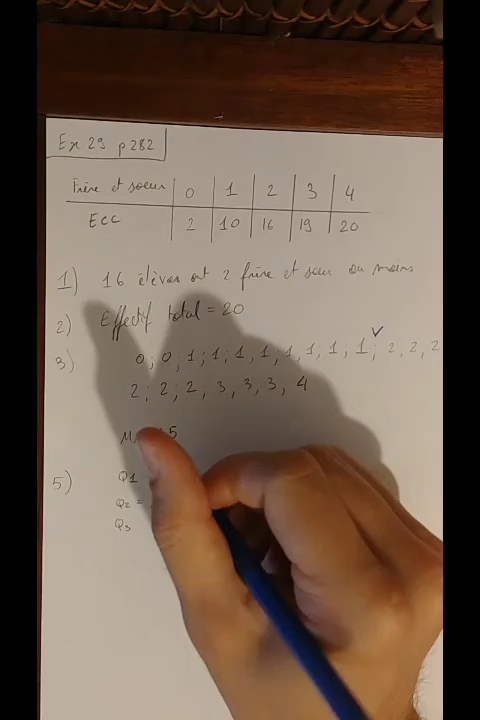 Ex 29 p282
Frère et soeur 0 1 2 3 4
ECC 2 10 16 19 20
1) 16 élèves ont 2 frère et soeur ou moins
2) Effectif total = 20
3) 0; 0; 1; 1; 1, 1; 1, 1, 1, 1; 2, 2, 2
2; 2; 2; 3, 3, 3, 4
5
5) Q1
Q2 =
Q3